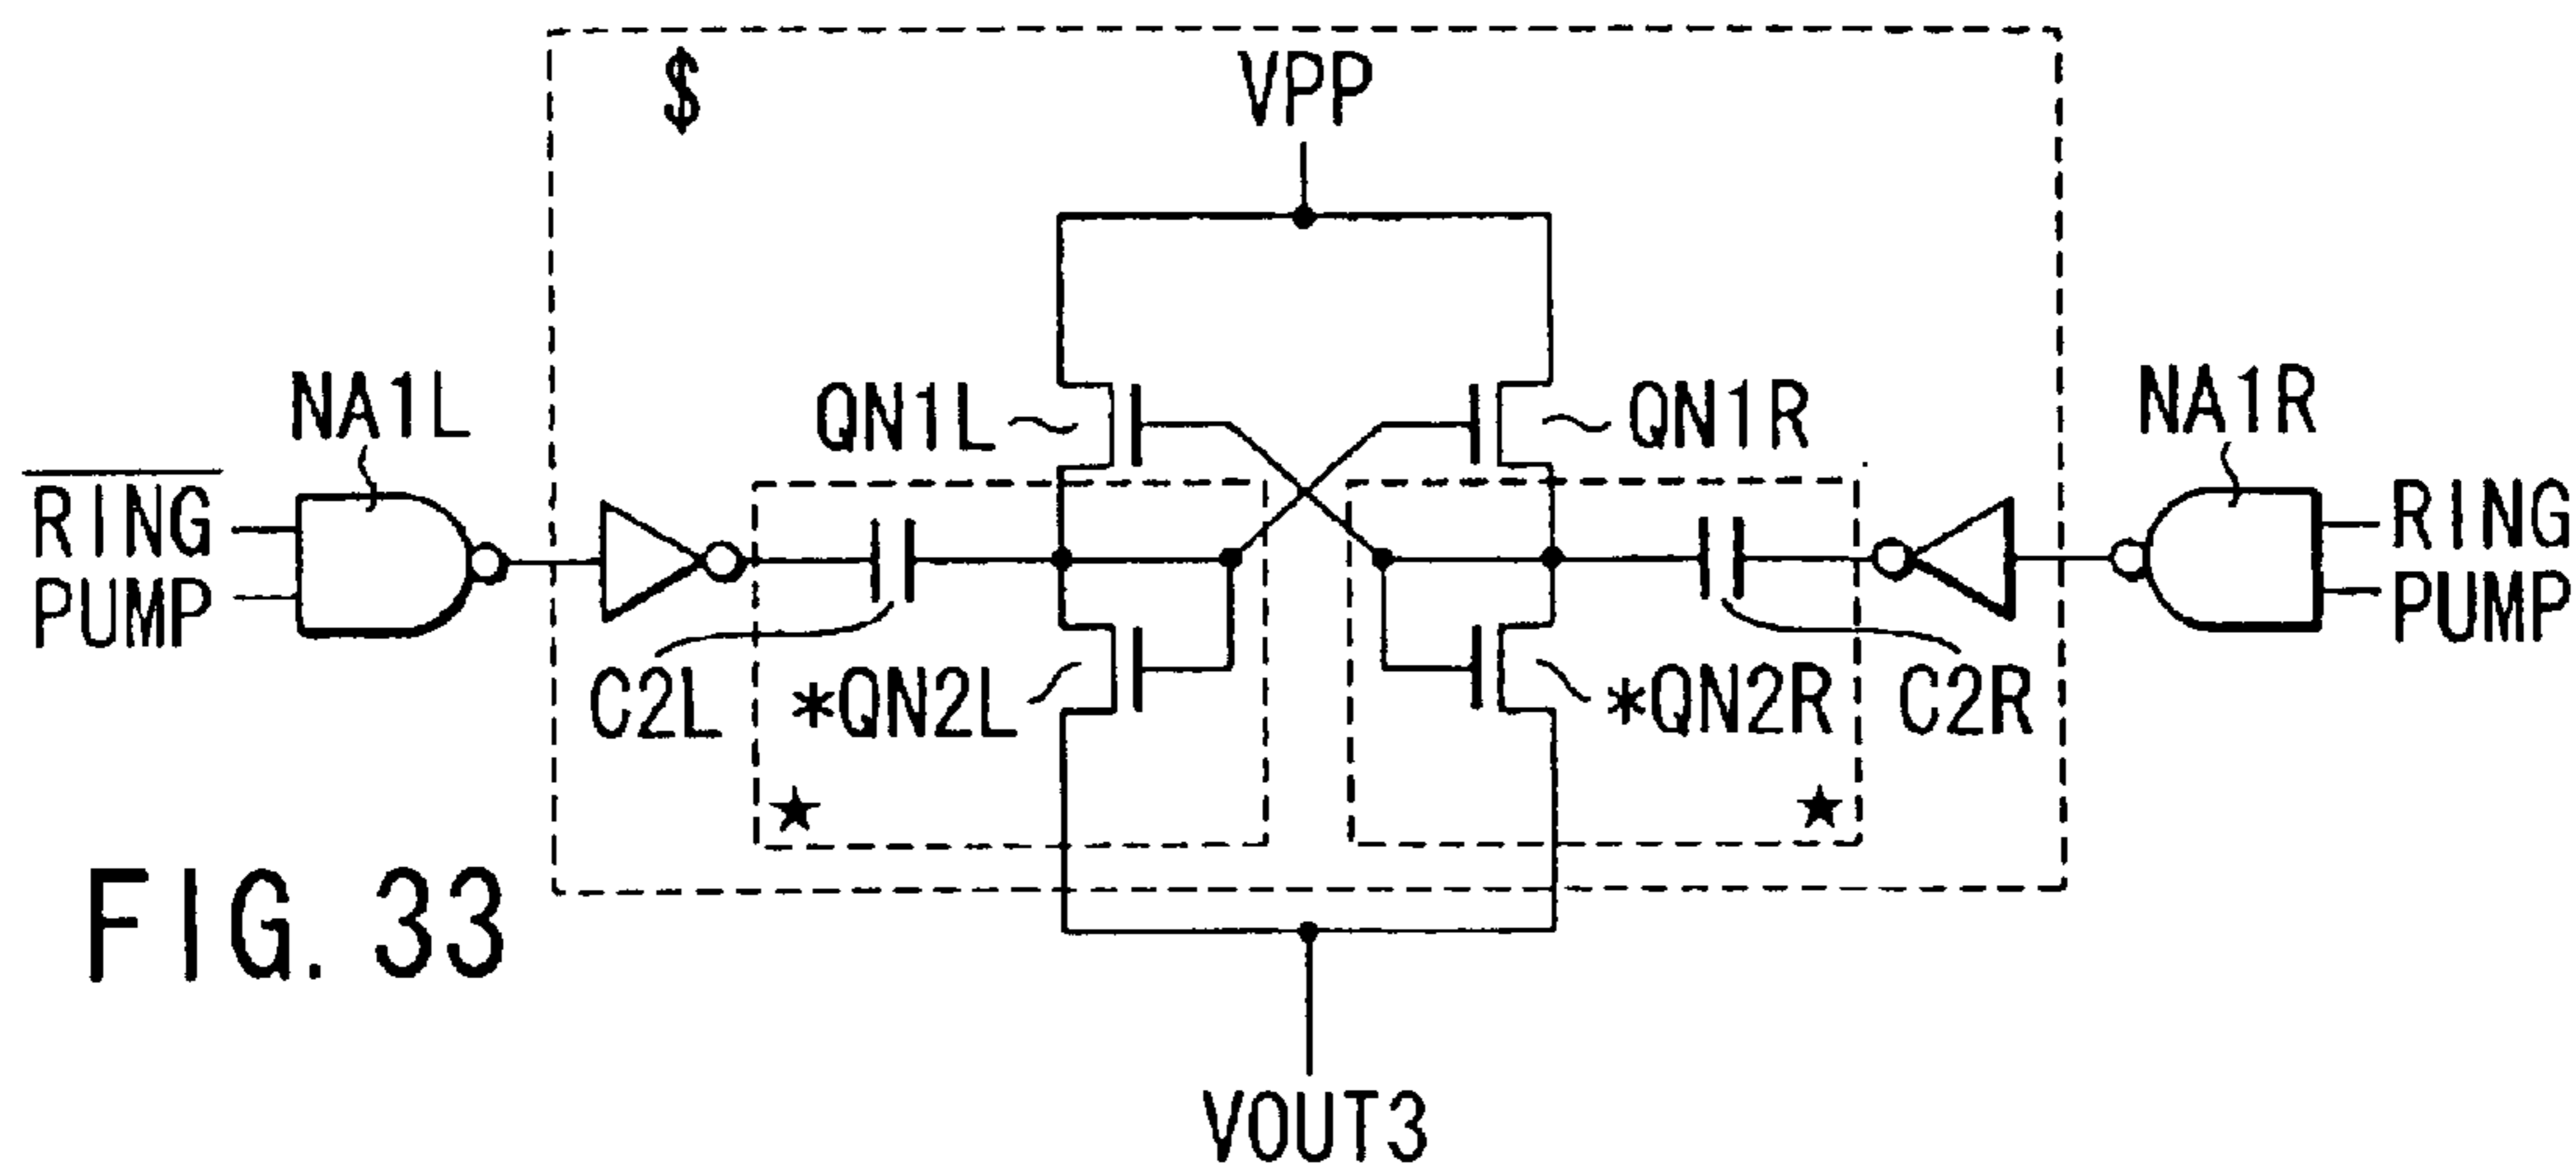 $
VPP
NA1L
QN1L
QN1R
NA1R
RING
PUMP
RING
PUMP
C2L
*QN2L
*QN2R
C2R
★
★
FIG. 33
VOUT3